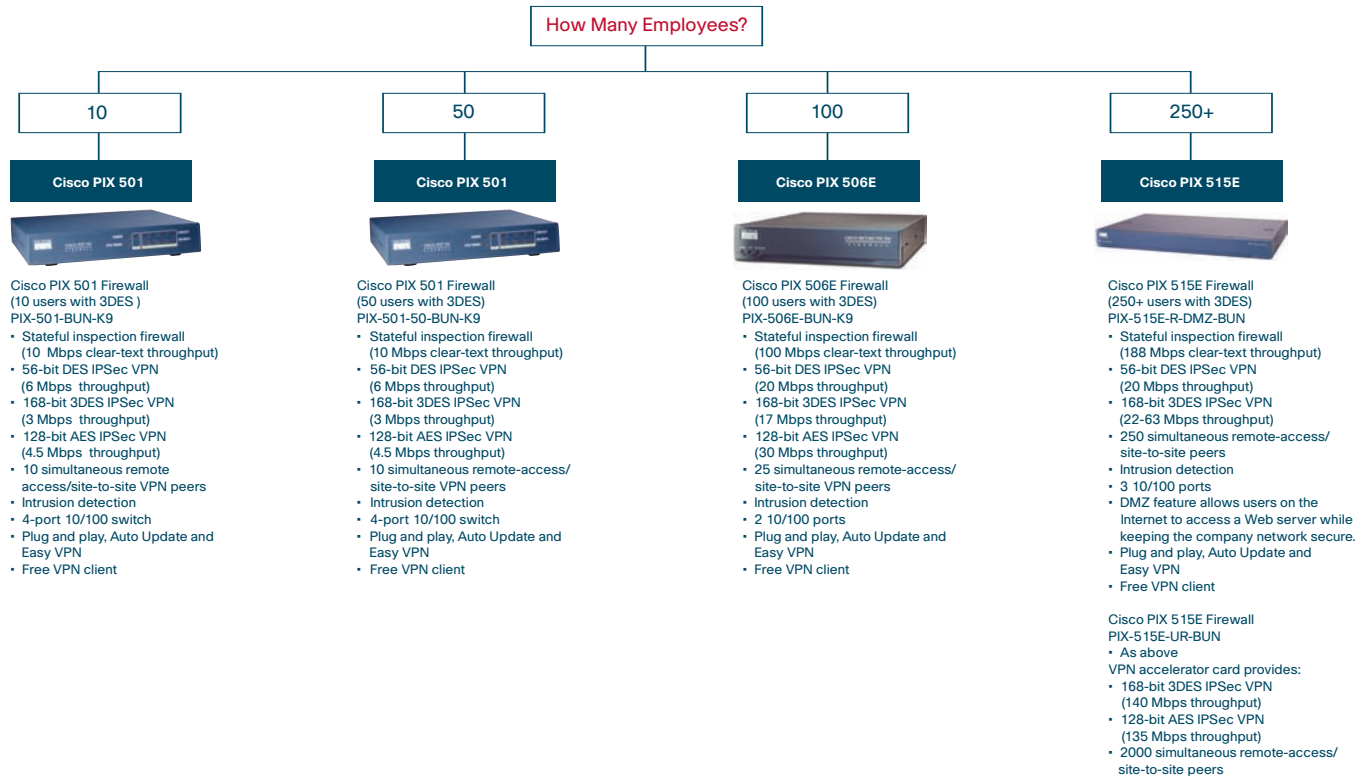 How Many Employees?
10
50
100
250+
Cisco PIX 501
Cisco PIX 501
Cisco PIX 506E
Cisco PIX 515E
Cisco PIX 501 Firewall
(10 users with 3DES )
PIX-501-BUN-K9
• Stateful inspection firewall
(10 Mbps clear-text throughput)
• 56-bit DES IPSec VPN
(6 Mbps throughput)
• 168-bit 3DES IPSec VPN
(3 Mbps throughput)
• 128-bit AES IPSec VPN
(4.5 Mbps throughput)
• 10 simultaneous remote
access/site-to-site VPN peers
• Intrusion detection
• 4-port 10/100 switch
• Plug and play, Auto Update and
Easy VPN
• Free VPN client
Cisco PIX 501 Firewall
(50 users with 3DES)
PIX-501-50-BUN-K9
• Stateful inspection firewall
(10 Mbps clear-text throughput)
• 56-bit DES IPSec VPN
(6 Mbps throughput)
• 168-bit 3DES IPSec VPN
(3 Mbps throughput)
• 128-bit AES IPSec VPN
(4.5 Mbps throughput)
• 10 simultaneous remote-access/
site-to-site VPN peers
• Intrusion detection
• 4-port 10/100 switch
• Plug and play, Auto Update and
Easy VPN
• Free VPN client
Cisco PIX 506E Firewall
(100 users with 3DES)
PIX-506E-BUN-K9
• Stateful inspection firewall
(100 Mbps clear-text throughput)
• 56-bit DES IPSec VPN
(20 Mbps throughput)
• 168-bit 3DES IPSec VPN
(17 Mbps throughput)
• 128-bit AES IPSec VPN
(30 Mbps throughput)
• 25 simultaneous remote-access/
site-to-site VPN peers
• Intrusion detection
• 2 10/100 ports
• Plug and play, Auto Update and
Easy VPN
• Free VPN client
Cisco PIX 515E Firewall
(250+ users with 3DES)
PIX-515E-R-DMZ-BUN
• Stateful inspection firewall
(188 Mbps clear-text throughput)
• 56-bit DES IPSec VPN
(20 Mbps throughput)
• 168-bit 3DES IPSec VPN
(22-63 Mbps throughput)
• 250 simultaneous remote-access/
site-to-site peers
• Intrusion detection
• 3 10/100 ports
• DMZ feature allows users on the
Internet to access a Web server while
keeping the company network secure.
• Plug and play, Auto Update and
Easy VPN
• Free VPN client
Cisco PIX 515E Firewall
PIX-515E-UR-BUN
• As above
VPN accelerator card provides:
• 168-bit 3DES IPSec VPN
(140 Mbps throughput)
• 128-bit AES IPSec VPN
(135 Mbps throughput)
• 2000 simultaneous remote-access/
site-to-site peers